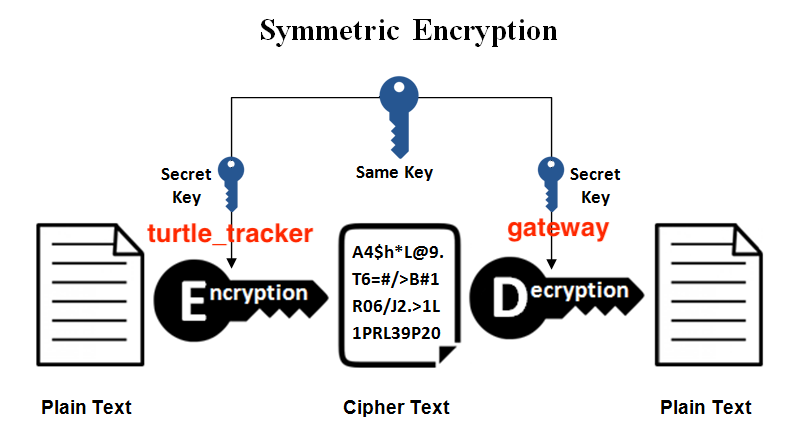 Symmetric Encryption
Secret
Key
Same Key
Secret
Key
turtle_tracker
gateway
A4$h*L@9.
T6=#/>B#1
R06/J2.>1L
1PRL39P20
Encryption
Decryption
Plain Text
Cipher Text
Plain Text